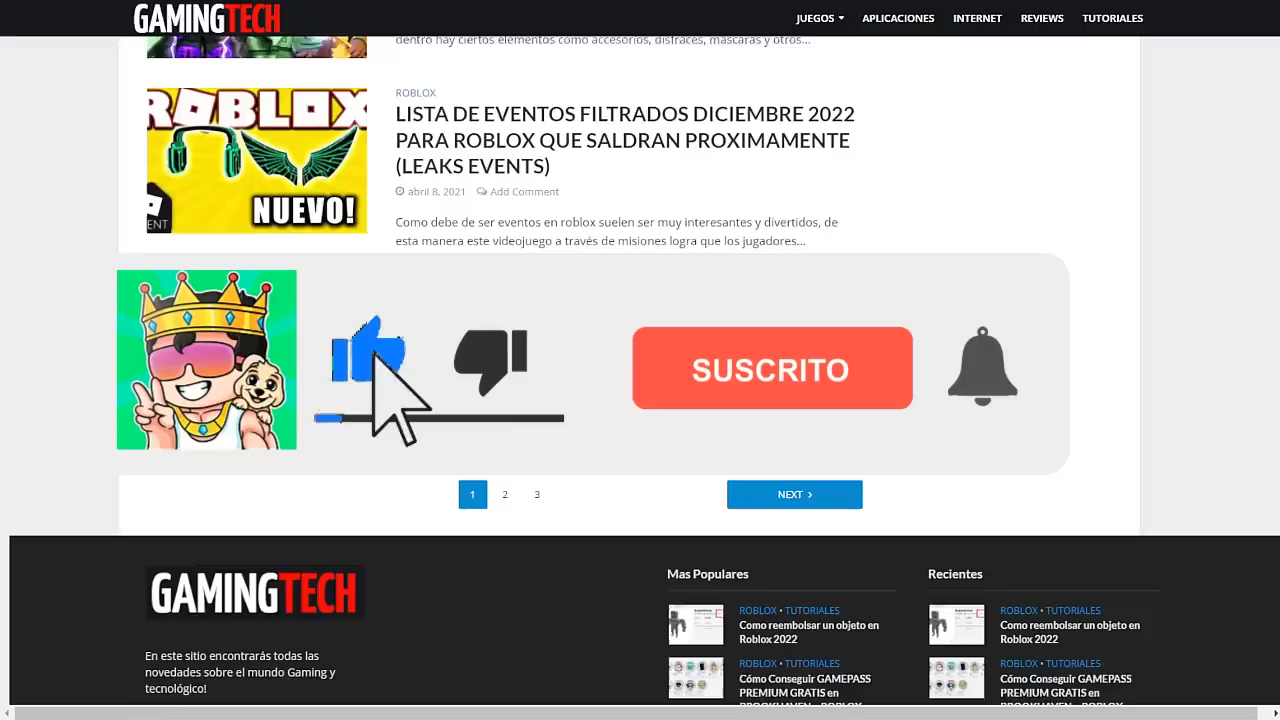 GAMINGTECH
JUEGOS APLICACIONES INTERNET REVIEWS TUTORIALES
dentro hay ciertos elementos como accesorios, disfraces, máscaras y otros...
ROBLOX
NUEVO!
ENT
ROBLOX
LISTA DE EVENTOS FILTRADOS DICIEMBRE 2022
PARA ROBLOX QUE SALDRAN PROXIMAMENTE
(LEAKS EVENTS)
abril 8, 2021 Add Comment
Como debe de ser eventos en roblox suelen ser muy interesantes y divertidos, de
esta manera este videojuego a través de misiones logra que los jugadores...
SUSCRITO
1 2 3 NEXT
GAMINGTECH
En este sitio encontrarás todas las
novedades sobre el mundo Gaming y
tecnológico!
Mas Populares
ROBLOX • TUTORIALES
Como reembolsar un objeto en
Roblox 2022
ROBLOX • TUTORIALES
Cómo Conseguir GAMEPASS
PREMIUM GRATIS en
BROOKHAVEN – ROBLOX
Recientes
ROBLOX • TUTORIALES
Como reembolsar un objeto en
Roblox 2022
ROBLOX • TUTORIALES
Cómo Conseguir GAMEPASS
PREMIUM GRATIS en
BROOKHAVEN – ROBLOX